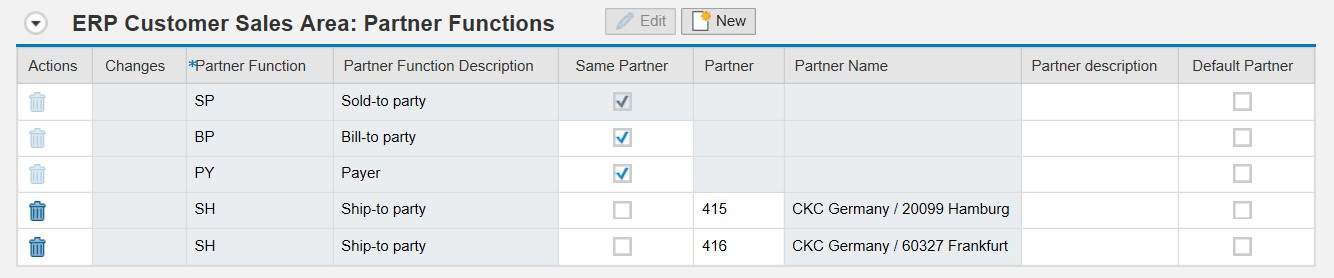 ERP Customer Sales Area: Partner Functions Edit New
Actions Changes *Partner Function Partner Function Description Same Partner Partner Partner Name Partner description Default Partner
SP Sold-to party
BP Bill-to party
PY Payer
SH Ship-to party 415 CKC Germany / 20099 Hamburg
SH Ship-to party 416 CKC Germany / 60327 Frankfurt